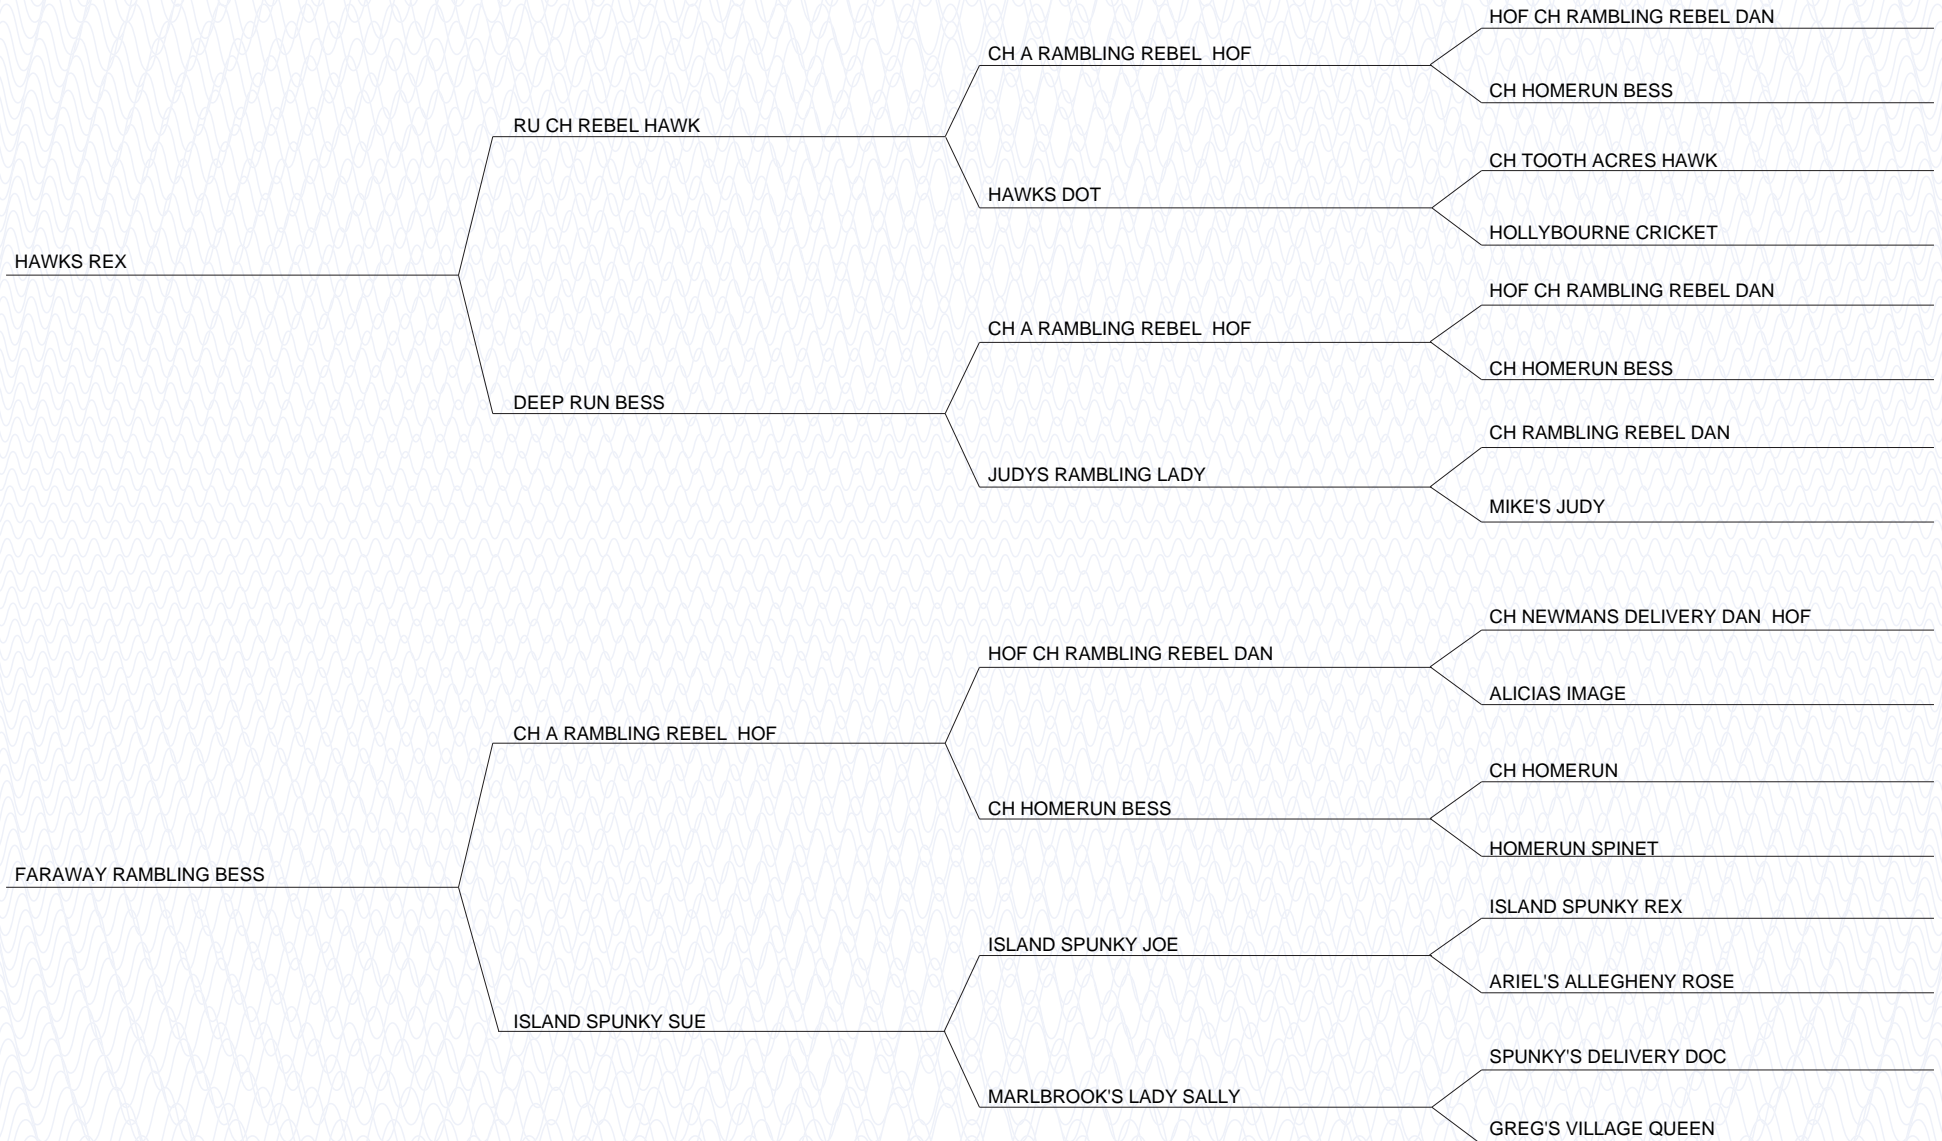 HOF CH RAMBLING REBEL DAN
CH A RAMBLING REBEL  HOF
CH HOMERUN BESS
RU CH REBEL HAWK
CH TOOTH ACRES HAWK
HAWKS DOT
HOLLYBOURNE CRICKET
HAWKS REX
HOF CH RAMBLING REBEL DAN
CH A RAMBLING REBEL  HOF
CH HOMERUN BESS
DEEP RUN BESS
CH RAMBLING REBEL DAN
JUDYS RAMBLING LADY
MIKE'S JUDY
CH NEWMANS DELIVERY DAN  HOF
HOF CH RAMBLING REBEL DAN
ALICIAS IMAGE
CH A RAMBLING REBEL  HOF
CH HOMERUN
CH HOMERUN BESS
HOMERUN SPINET
FARAWAY RAMBLING BESS
ISLAND SPUNKY REX
ISLAND SPUNKY JOE
ARIEL'S ALLEGHENY ROSE
ISLAND SPUNKY SUE
SPUNKY'S DELIVERY DOC
MARLBROOK'S LADY SALLY
GREG'S VILLAGE QUEEN